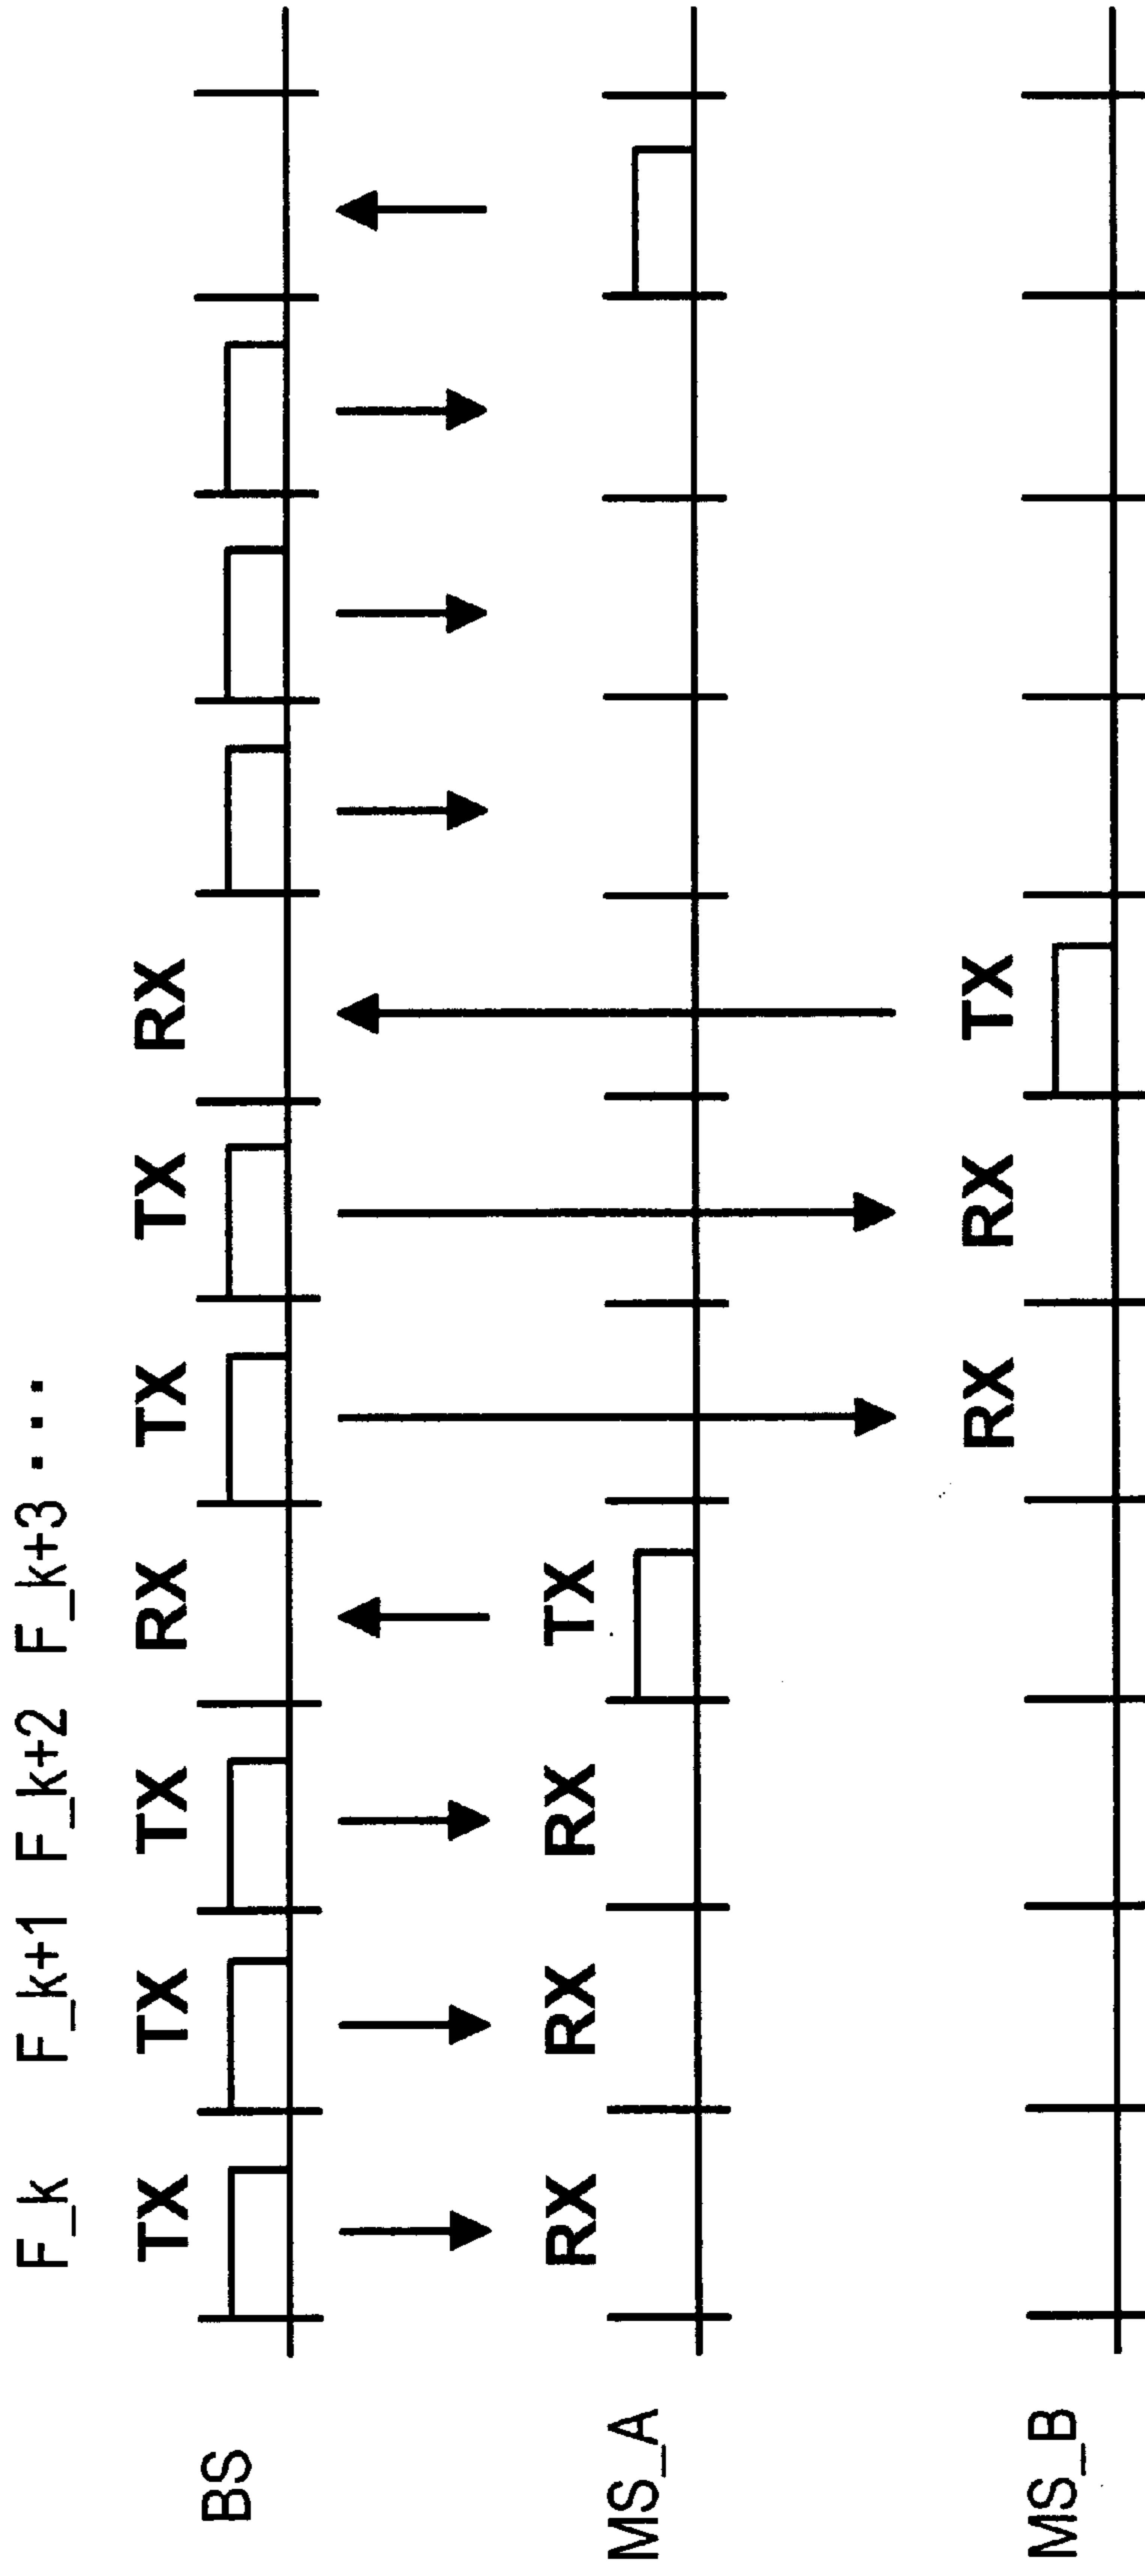 F_k F_k+1 F_k+2 F_k+3 ...
TX TX TX RX TX TX RX
BS
RX RX RX TX
MS_A
RX RX TX
MS_B